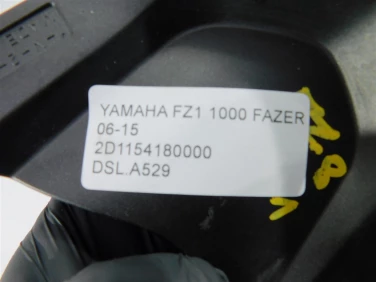 YAMAHA FZ1 1000 FAZER
06-15
2D1154180000
DSL.A529